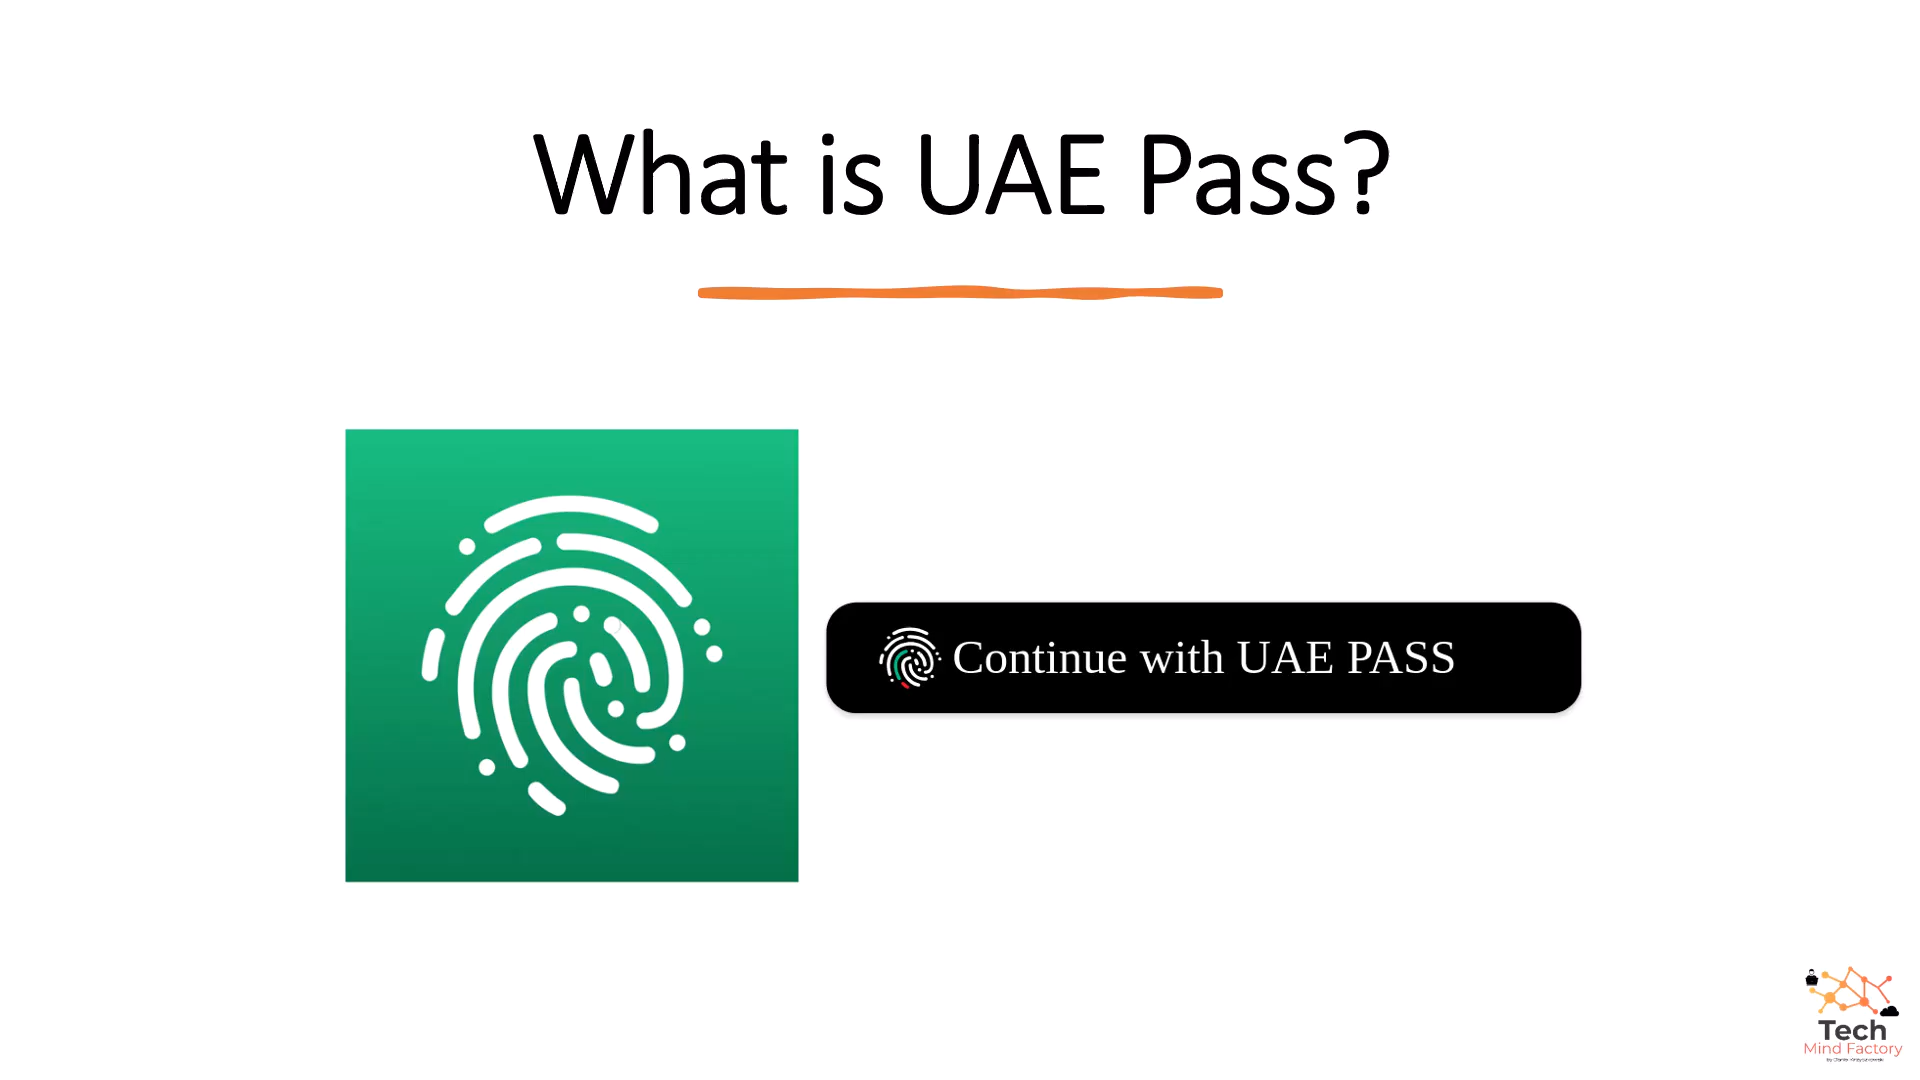 What is UAE Pass?
Continue with UAE PASS
Tech
Mind Factory